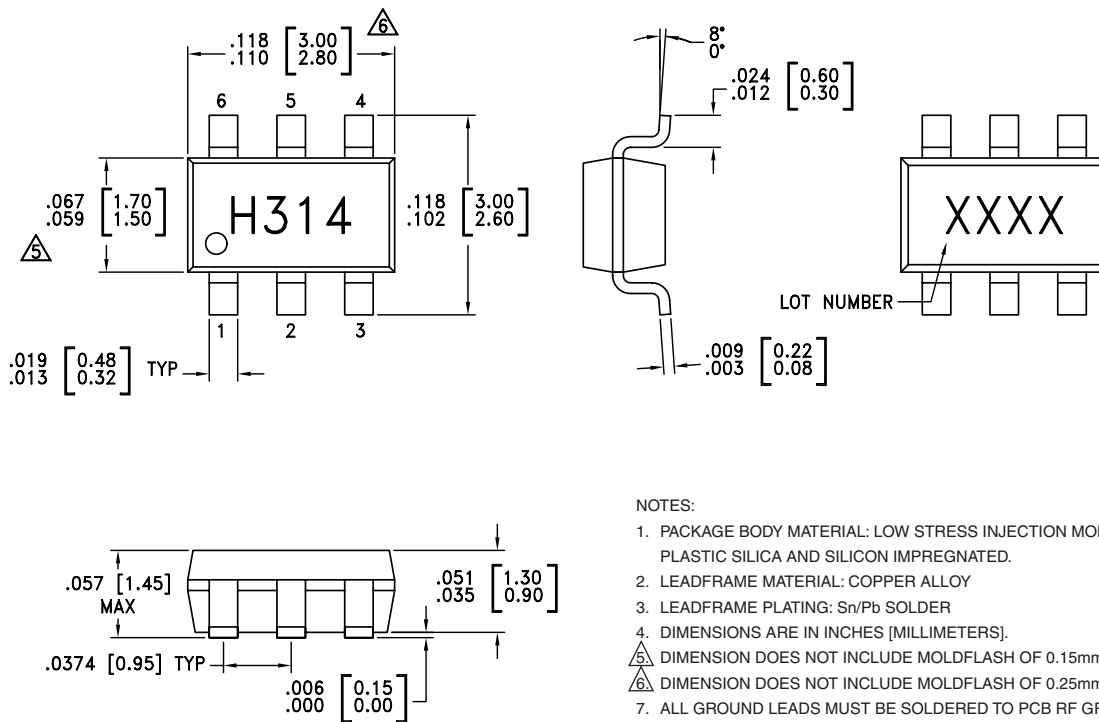 .118 [3.00]
.110 [2.80]
6
6 5 4
.067 [1.70]
.059 [1.50]
5
H314
.118 [3.00]
.102 [2.60]
1 2 3
.019 [0.48] TYP
.013 [0.32]
8°
0°
.024 [0.60]
.012 [0.30]
.009 [0.22]
.003 [0.08]
XXXX
LOT NUMBER
.057 [1.45]
MAX
.051 [1.30]
.035 [0.90]
.0374 [0.95] TYP
.006 [0.15]
.000 [0.00]
NOTES:
1. PACKAGE BODY MATERIAL: LOW STRESS INJECTION
PLASTIC SILICA AND SILICON IMPREGNATED.
2. LEADFRAME MATERIAL: COPPER ALLOY
3. LEADFRAME PLATING: Sn/Pb SOLDER
4. DIMENSIONS ARE IN INCHES [MILLIMETERS].
5. DIMENSION DOES NOT INCLUDE MOLDFLASH OF 0.15mm
6. DIMENSION DOES NOT INCLUDE MOLDFLASH OF 0.25mm
7. ALL GROUND LEADS MUST BE SOLDERED TO PCB RF